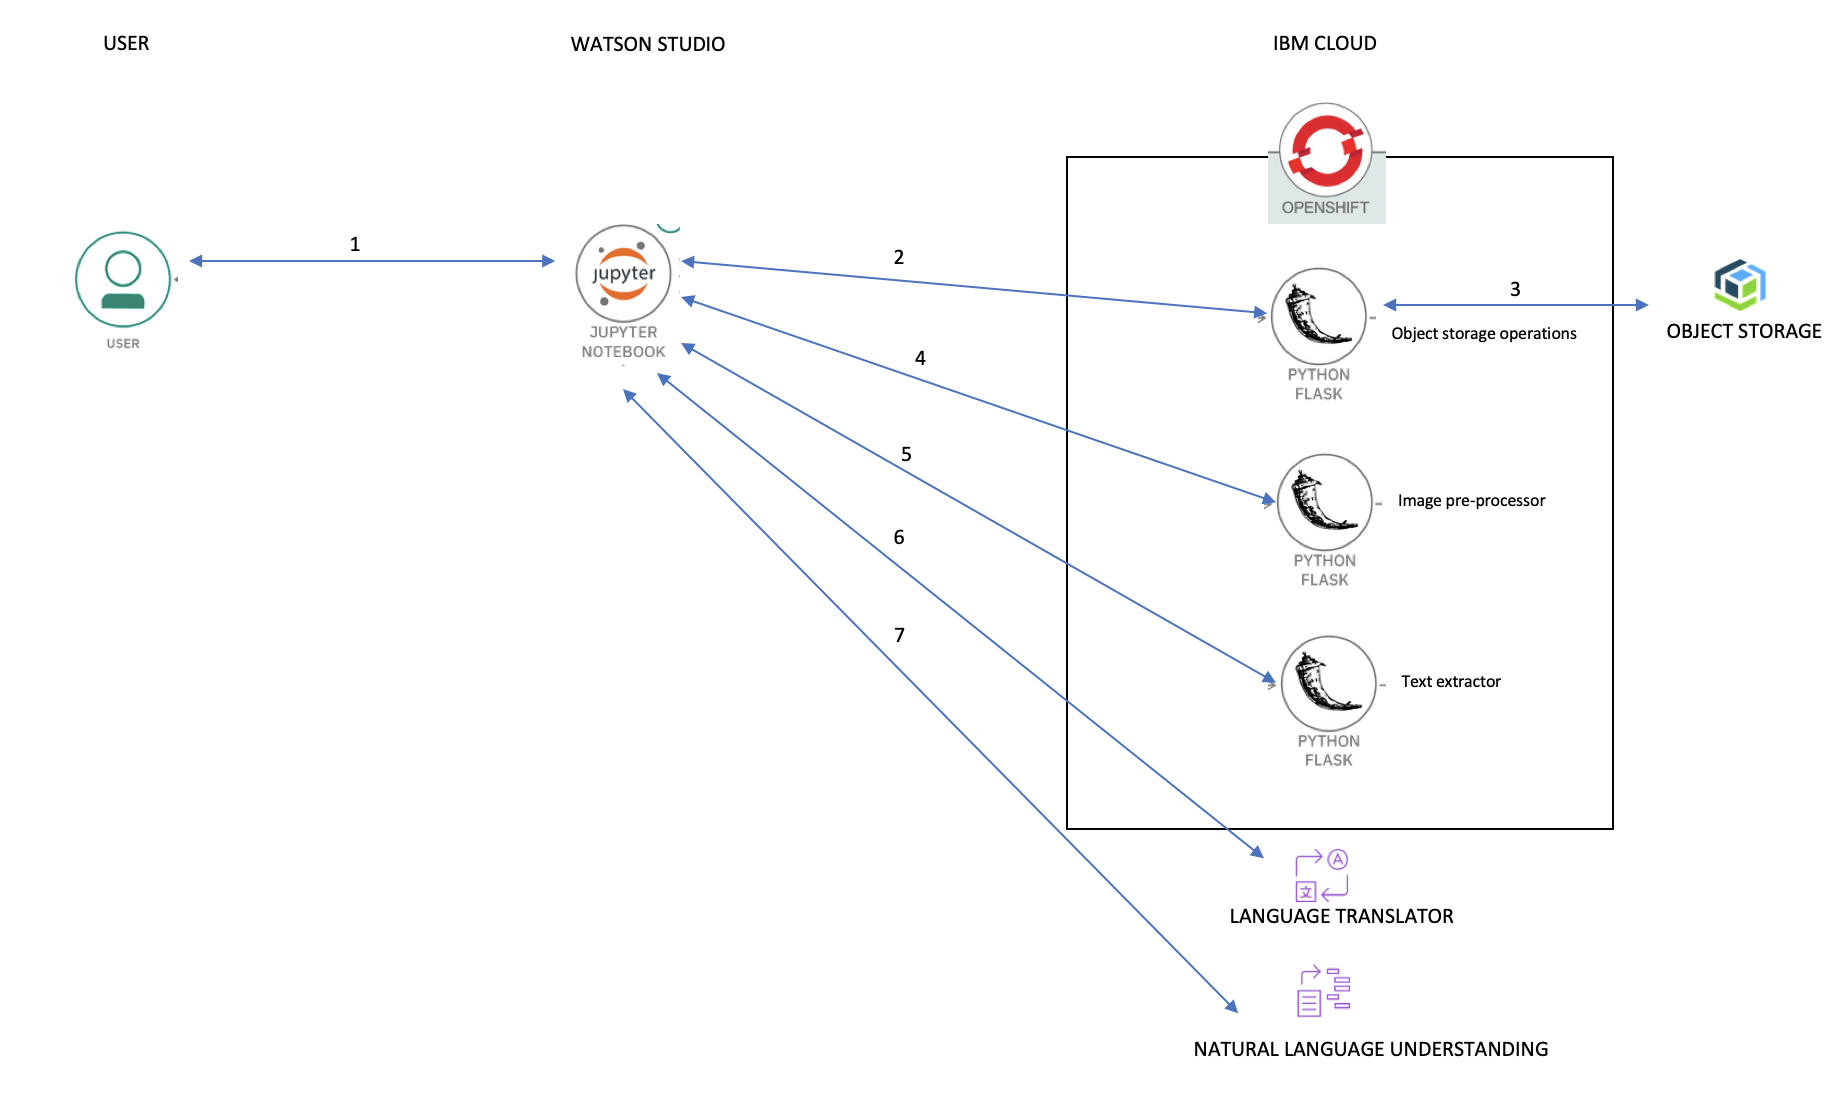 USER
WATSON STUDIO
IBM CLOUD
OPENSHIFT
1
2
3
jupyter
USER
JUPYTER
NOTEBOOK
Object storage operations
OBJECT STORAGE
PYTHON
FLASK
4
5
Image pre-processor
PYTHON
FLASK
6
7
Text extractor
PYTHON
FLASK
A
文
LANGUAGE TRANSLATOR
NATURAL LANGUAGE UNDERSTANDING